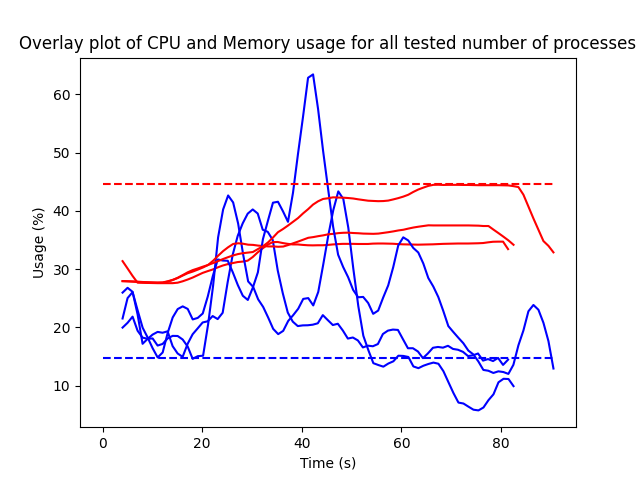 Overlay plot of CPU and Memory usage for all tested number of processes
60
50
40
30
20
10
Usage (%)
0 20 40 60 80
Time (s)